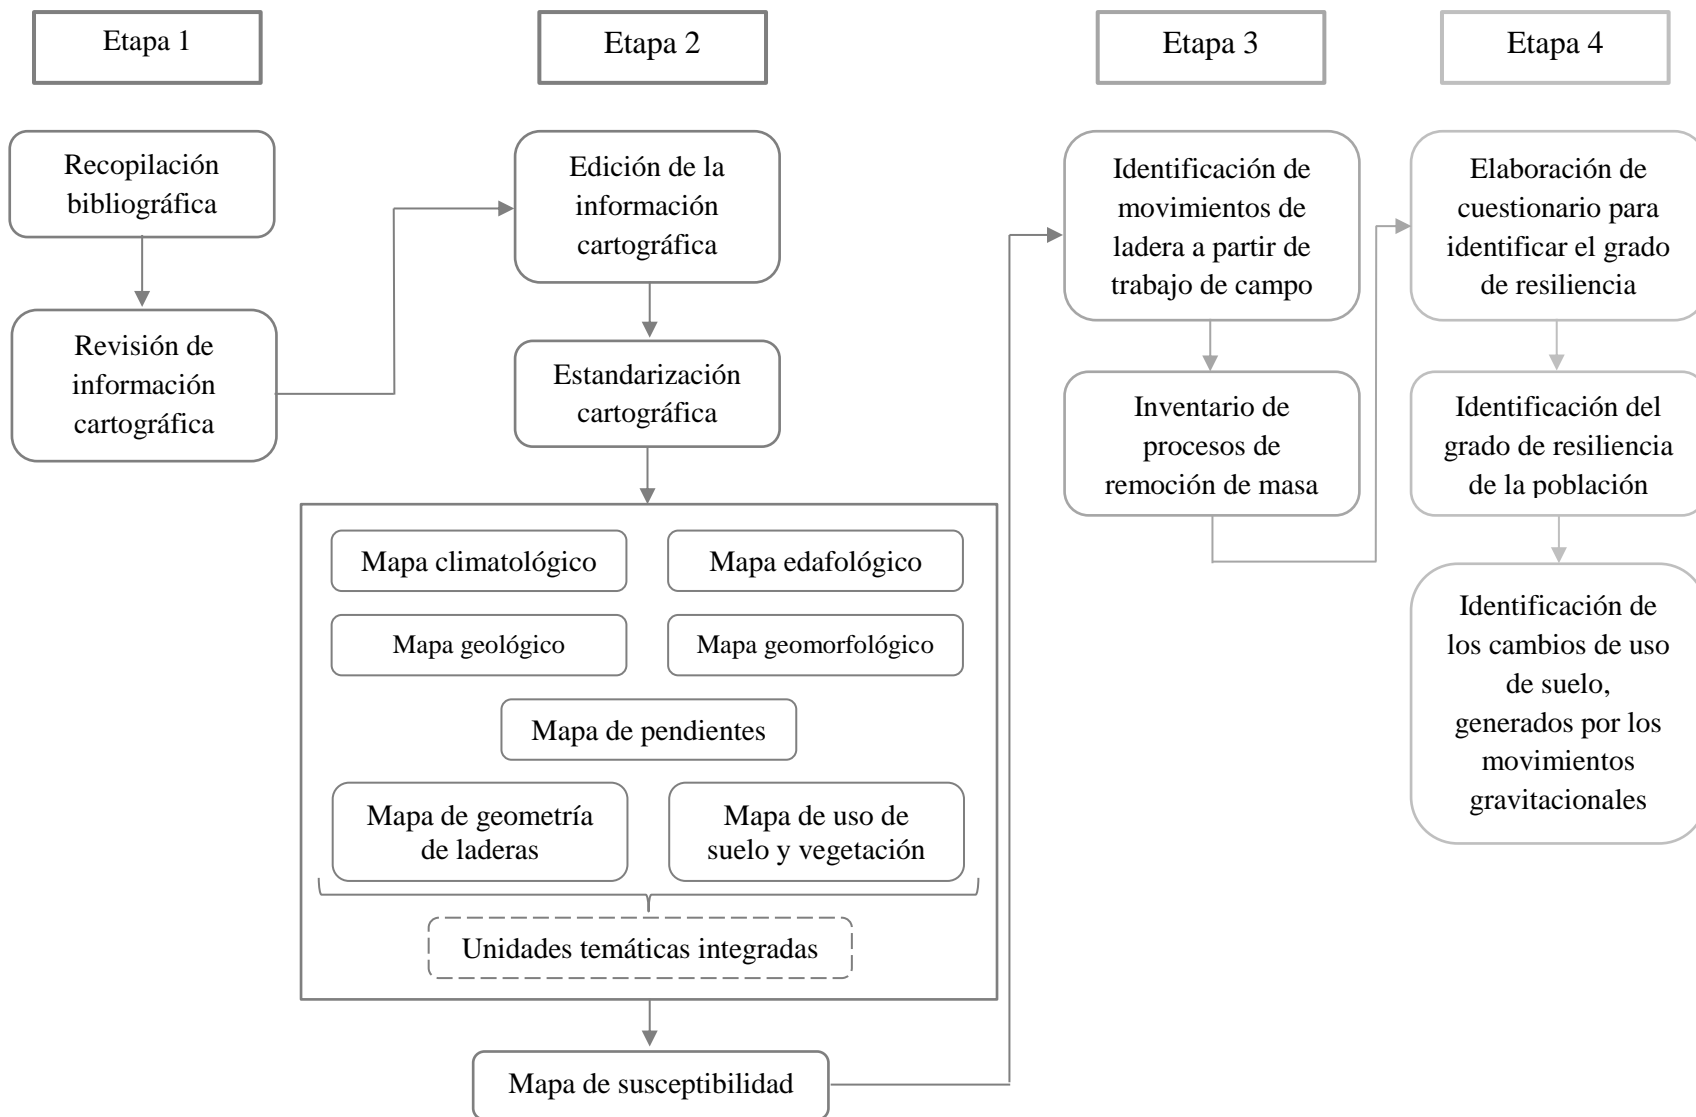 Etapa 1
Recopilación
bibliográfica
Revisión de
información
cartográfica
Etapa 2
Edición de la
información
cartográfica
Estandarización
cartográfica
Mapa climatológico
Mapa edafológico
Mapa geológico
Mapa geomorfológico
Mapa de pendientes
Mapa de geometría
de laderas
Mapa de uso de
suelo y vegetación
Unidades temáticas integradas
Mapa de susceptibilidad
Etapa 3
Identificación de
movimientos de
ladera a partir de
trabajo de campo
Inventario de
procesos de
remoción de masa
Etapa 4
Elaboración de
cuestionario para
identificar el grado
de resiliencia
Identificación del
grado de resiliencia
de la población
Identificación de
los cambios de uso
de suelo,
generados por los
movimientos
gravitacionales